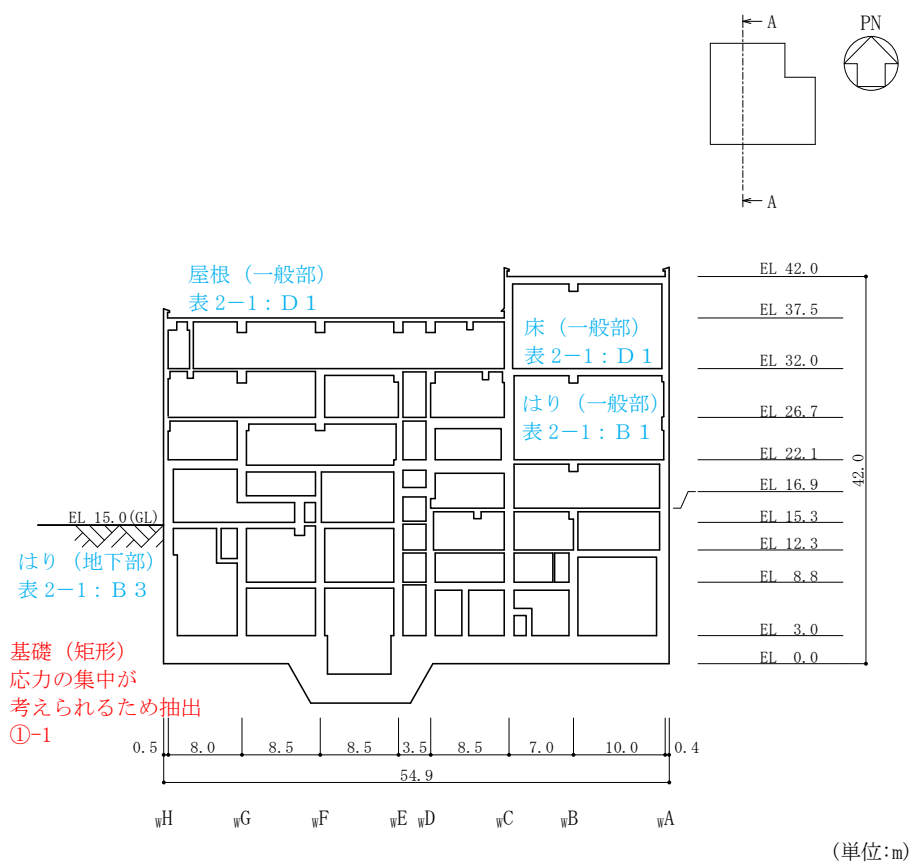 A
PN
A
屋根（一般部）
表2－1：D1
床（一般部）
表2－1：D1
はり（一般部）
表2－1：B1
EL 42.0
EL 37.5
EL 32.0
EL 26.7
EL 22.1
EL 16.9
EL 15.3
EL 12.3
EL 8.8
EL 3.0
EL 0.0
42.0
EL 15.0(GL)
はり（地下部）
表2－1：B3
基礎（矩形）
応力の集中が
考えられるため抽出
①-1
0.5 8.0 8.5 8.5 3.5 8.5 7.0 10.0 0.4
54.9
wH wG wF wE wD wC wB wA
(単位:m)